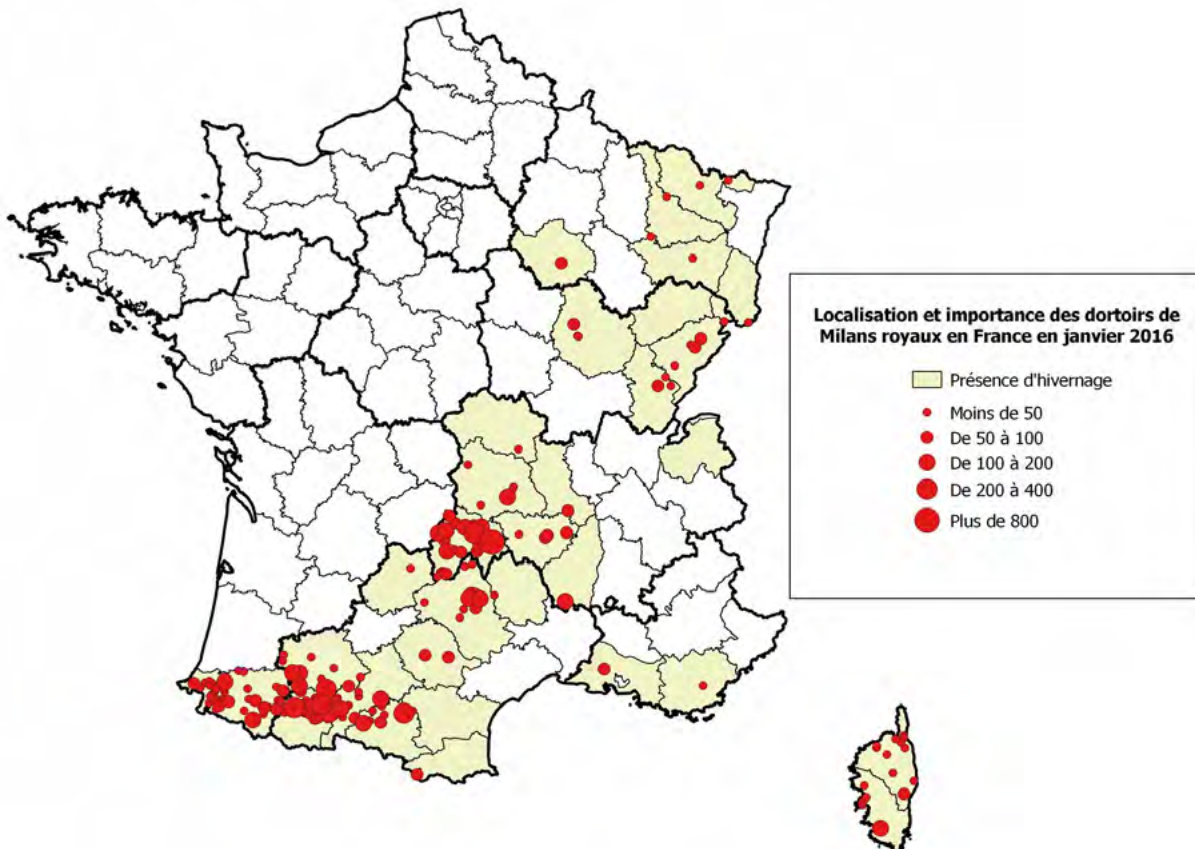 Localisation et importance des dortoirs de
Milans royaux en France en janvier 2016
Présence d'hivernage
Moins de 50
De 50 à 100
De 100 à 200
De 200 à 400
Plus de 800